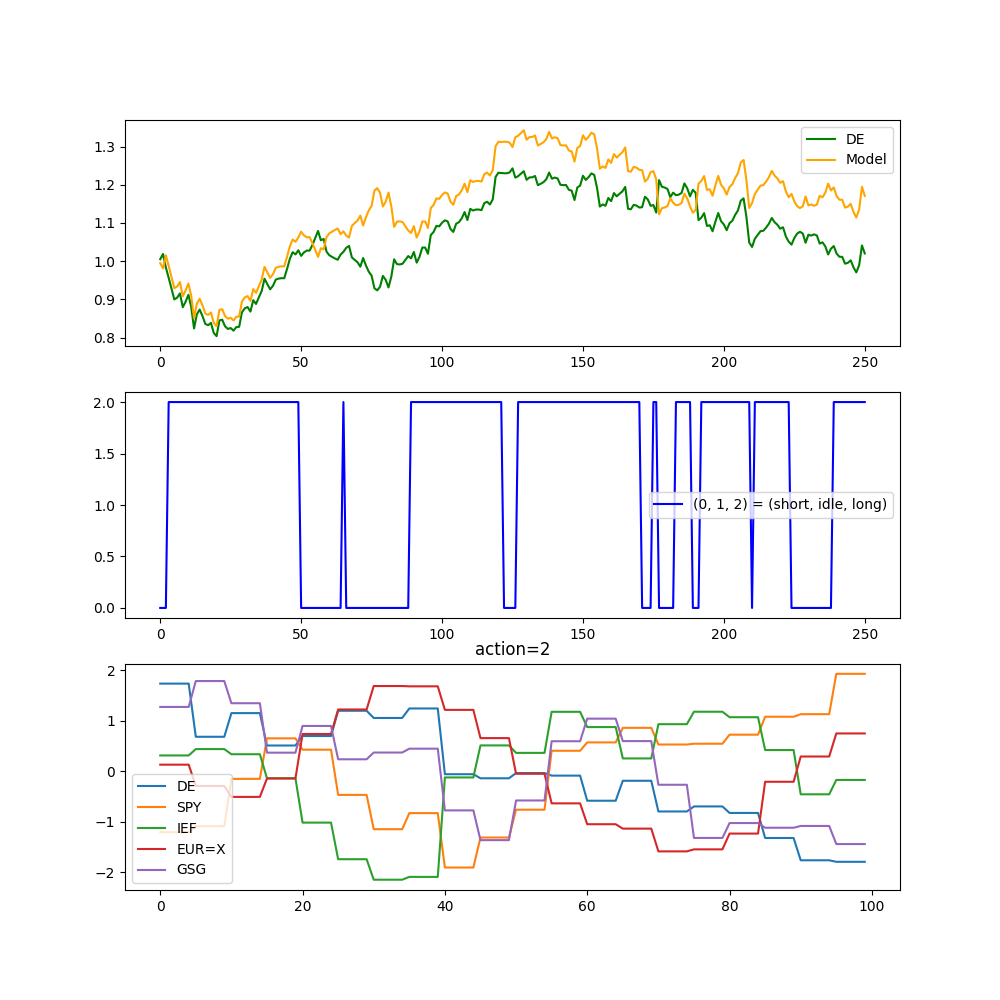 DE
Model
1.3
1.2
1.1
1.0
0.9
0.8
0 50 100 150 200 250
2.0
1.5
1.0
0.5
0.0
(0, 1, 2) = (short, idle, long)
0 50 100 150 200 250
action=2
2
1
0
−1
−2
DE
SPY
IEF
EUR=X
GSG
0 20 40 60 80 100